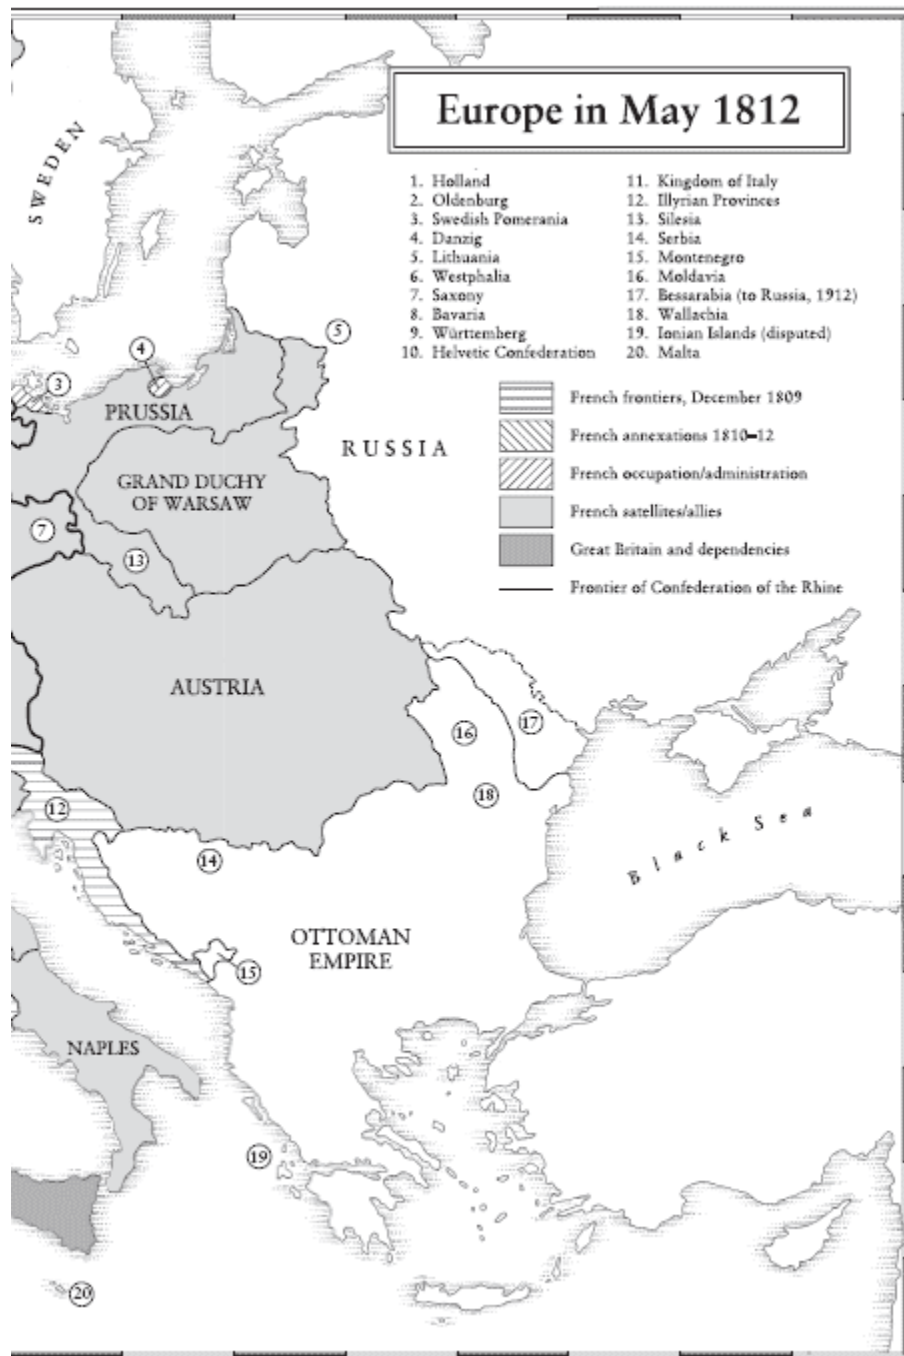 Europe in May 1812
SWEDEN
1. Holland
2. Oldenburg
3. Swedish Pomerania
4. Danzig
5. Lithuania
6. Westphalia
7. Saxony
8. Bavaria
9. Württemberg
10. Helvetic Confederation
11. Kingdom of Italy
12. Illyrian Provinces
13. Silesia
14. Serbia
15. Montenegro
16. Moldavia
17. Bessarabia (to Russia, 1912)
18. Wallachia
19. Ionian Islands (disputed)
20. Malta
5
4
3
PRUSSIA
French frontiers, December 1809
French annexations 1810–12
RUSSIA
GRAND DUCHY
OF WARSAW
French occupation/administration
French satellites/allies
7
13
Great Britain and dependencies
Frontier of Confederation of the Rhine
AUSTRIA
16
17
18
12
Black Sea
14
OTTOMAN
EMPIRE
15
NAPLES
19
20